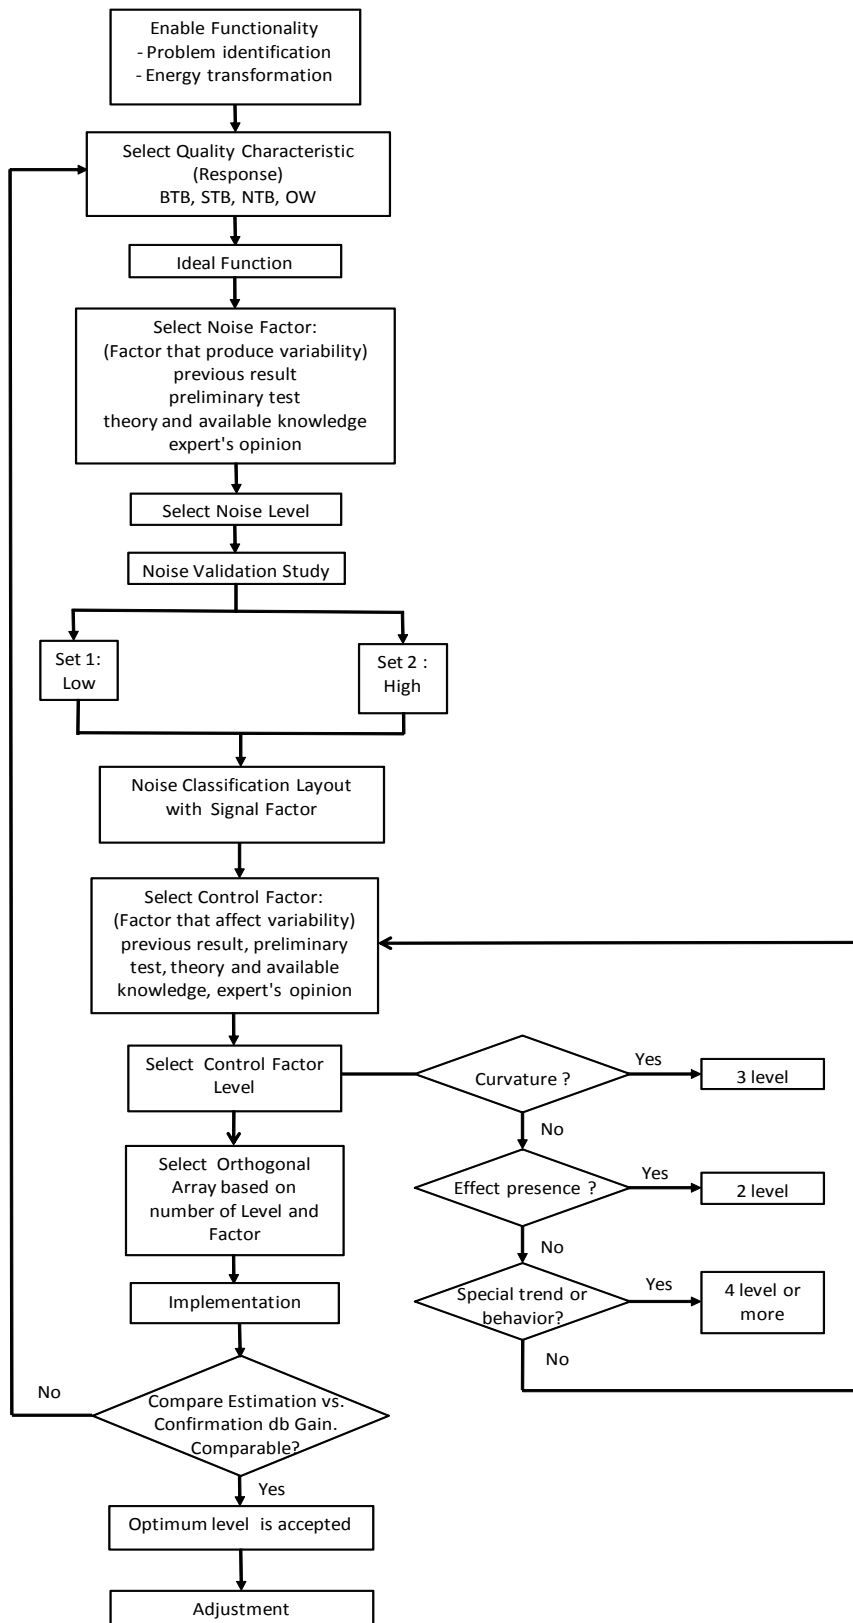 Enable Functionality
- Problem identification
- Energy transformation
Select Quality Characteristic
(Response)
BTB, STB, NTB, OW
Ideal Function
Select Noise Factor:
(Factor that produce variability)
previous result
preliminary test
theory and available knowledge
expert's opinion
Select Noise Level
Noise Validation Study
Set 1:
Low
Set 2 :
High
Noise Classification Layout
with Signal Factor
Select Control Factor:
(Factor that affect variability)
previous result, preliminary
test, theory and available
knowledge, expert's opinion
Select Control Factor
Level
Curvature ?
Yes
3 level
No
Select Orthogonal
Array based on
number of Level and
Factor
Effect presence ?
Yes
2 level
No
Implementation
Special trend or
behavior?
Yes
4 level or
more
No
No
Compare Estimation vs.
Confirmation db Gain.
Comparable?
Yes
Optimum level is accepted
Adjustment